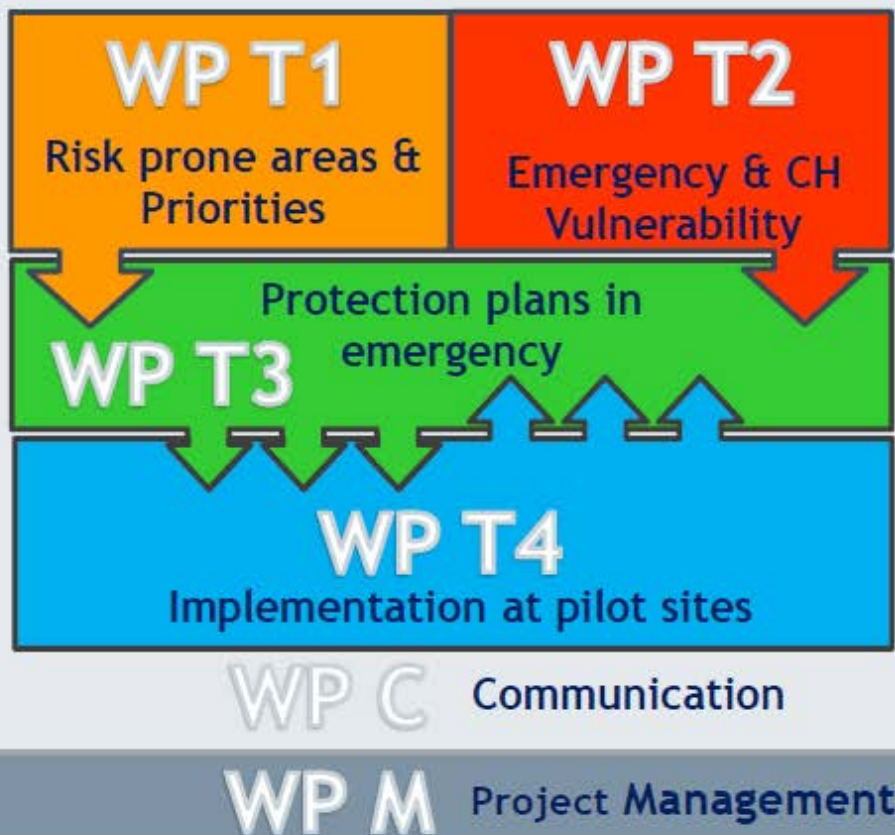 WP T1
Risk prone areas &
Priorities
WP T2
Emergency & CH
Vulnerability
Protection plans in
emergency
WP T3
WP T4
Implementation at pilot sites
WP C Communication
WP M Project Management